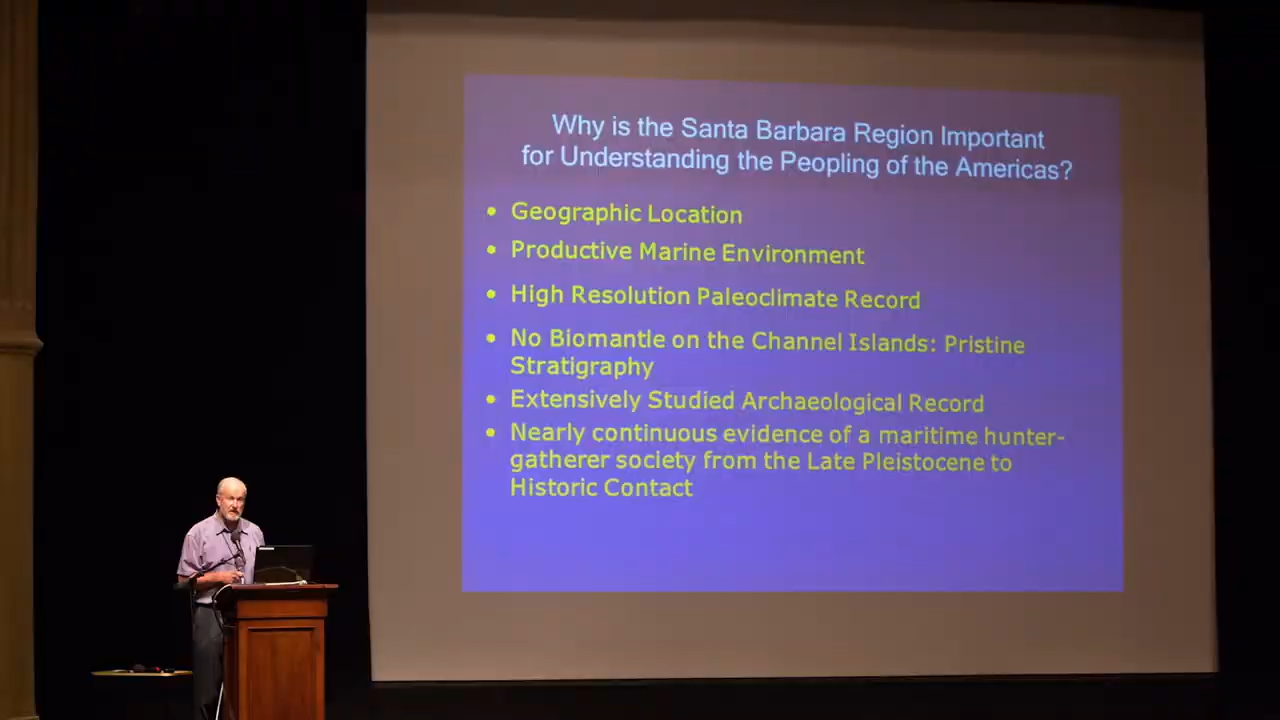 Why is the Santa Barbara Region Important
for Understanding the Peopling of the Americas?
• Geographic Location
• Productive Marine Environment
• High Resolution Paleoclimate Record
• No Biomantle on the Channel Islands: Pristine
Stratigraphy
• Extensively Studied Archaeological Record
• Nearly continuous evidence of a maritime hunter-
gatherer society from the Late Pleistocene to
Historic Contact